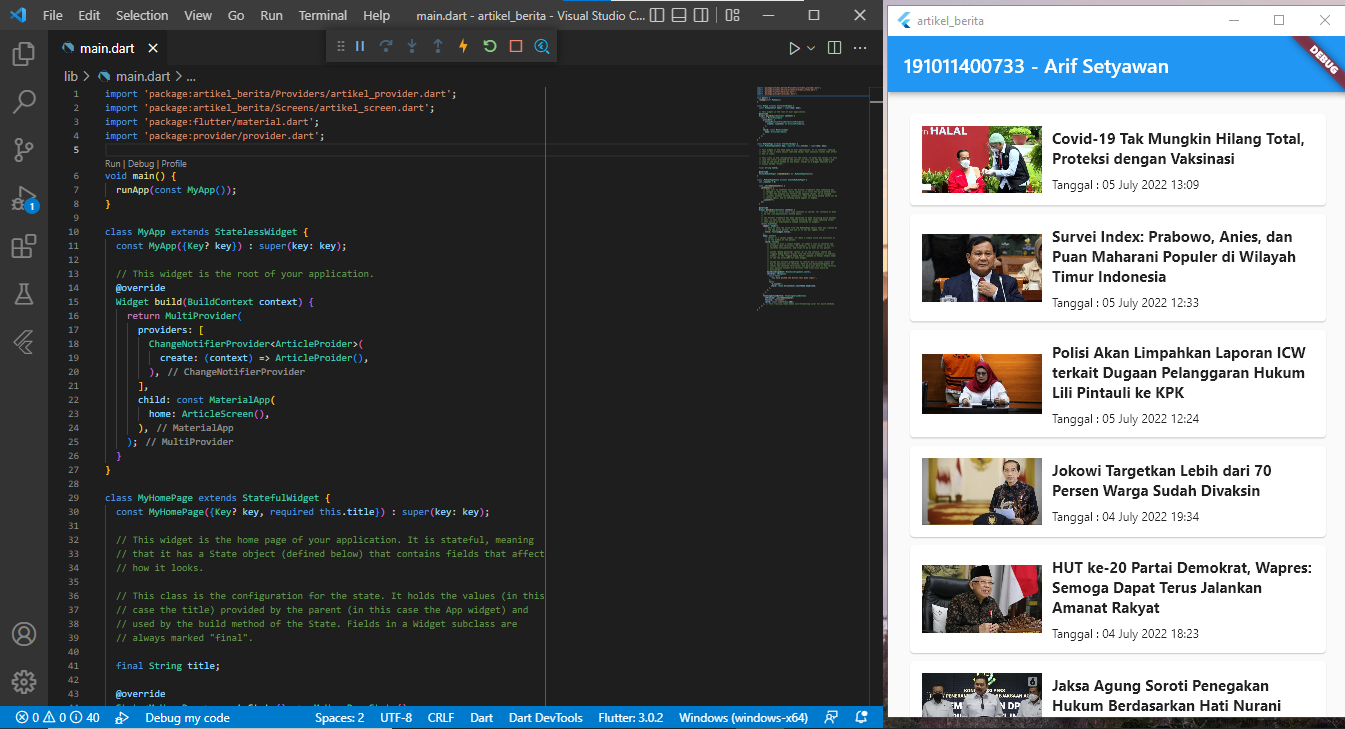 File Edit Selection View Go Run Terminal Help main.dart - artikel_berita - Visual Studio C...
main.dart
lib > main.dart > ...
1 import 'package:artikel_berita/Providers/artikel_provider.dart';
2 import 'package:artikel_berita/Screens/artikel_screen.dart';
3 import 'package:flutter/material.dart';
4 import 'package:provider/provider.dart';
5
Run | Debug | Profile
6 void main() {
7 runApp(const MyApp());
8 }
9
10 class MyApp extends StatelessWidget {
11 const MyApp({Key? key}) : super(key: key);
12
13 // This widget is the root of your application.
14 @override
15 Widget build(BuildContext context) {
16 return MultiProvider(
17 providers: [
18 ChangeNotifierProvider<ArticleProider>(
19 create: (context) => ArticleProider(),
20 ), // ChangeNotifierProvider
21 ],
22 child: const MaterialApp(
23 home: ArticleScreen(),
24 ), // MaterialApp
25 ); // MultiProvider
26 }
27 }
28
29 class MyHomePage extends StatefulWidget {
30 const MyHomePage({Key? key, required this.title}) : super(key: key);
31
32 // This widget is the home page of your application. It is stateful, meaning
33 // that it has a State object (defined below) that contains fields that affect
34 // how it looks.
35
36 // This class is the configuration for the state. It holds the values (in this
37 // case the title) provided by the parent (in this case the App widget) and
38 // used by the build method of the State. Fields in a Widget subclass are
39 // always marked "final".
40
41 final String title;
42
43 @override
1
0 0 40 Debug my code Spaces: 2 UTF-8 CRLF Dart Dart DevTools Flutter: 3.0.2 Windows (windows-x64)
artikel_berita
191011400733 - Arif Setyawan
DEBUG
HALAL
Covid-19 Tak Mungkin Hilang Total,
Proteksi dengan Vaksinasi
Tanggal : 05 July 2022 13:09
Survei Index: Prabowo, Anies, dan
Puan Maharani Populer di Wilayah
Timur Indonesia
Tanggal : 05 July 2022 12:33
Polisi Akan Limpahkan Laporan ICW
terkait Dugaan Pelanggaran Hukum
Lili Pintauli ke KPK
Tanggal : 05 July 2022 12:24
Jokowi Targetkan Lebih dari 70
Persen Warga Sudah Divaksin
Tanggal : 04 July 2022 19:34
HUT ke-20 Partai Demokrat, Wapres:
Semoga Dapat Terus Jalankan
Amanat Rakyat
Tanggal : 04 July 2022 18:23
Jaksa Agung Soroti Penegakan
Hukum Berdasarkan Hati Nurani